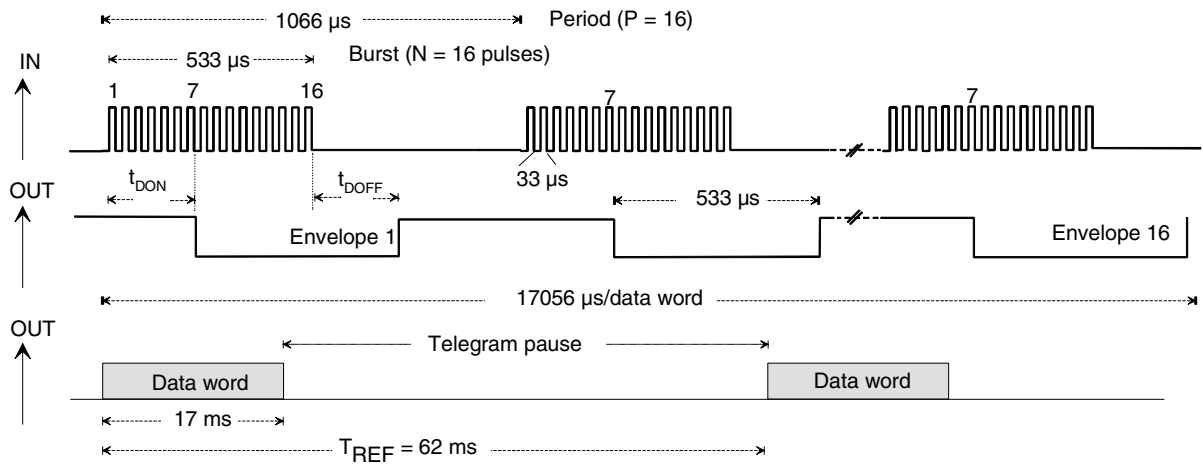 1066 µs
Period (P = 16)
533 µs
Burst (N = 16 pulses)
IN
1
7
16
7
7
33 µs
tDON
tDOFF
OUT
533 µs
Envelope 1
Envelope 16
17056 µs/data word
OUT
Telegram pause
Data word
Data word
17 ms
TREF = 62 ms